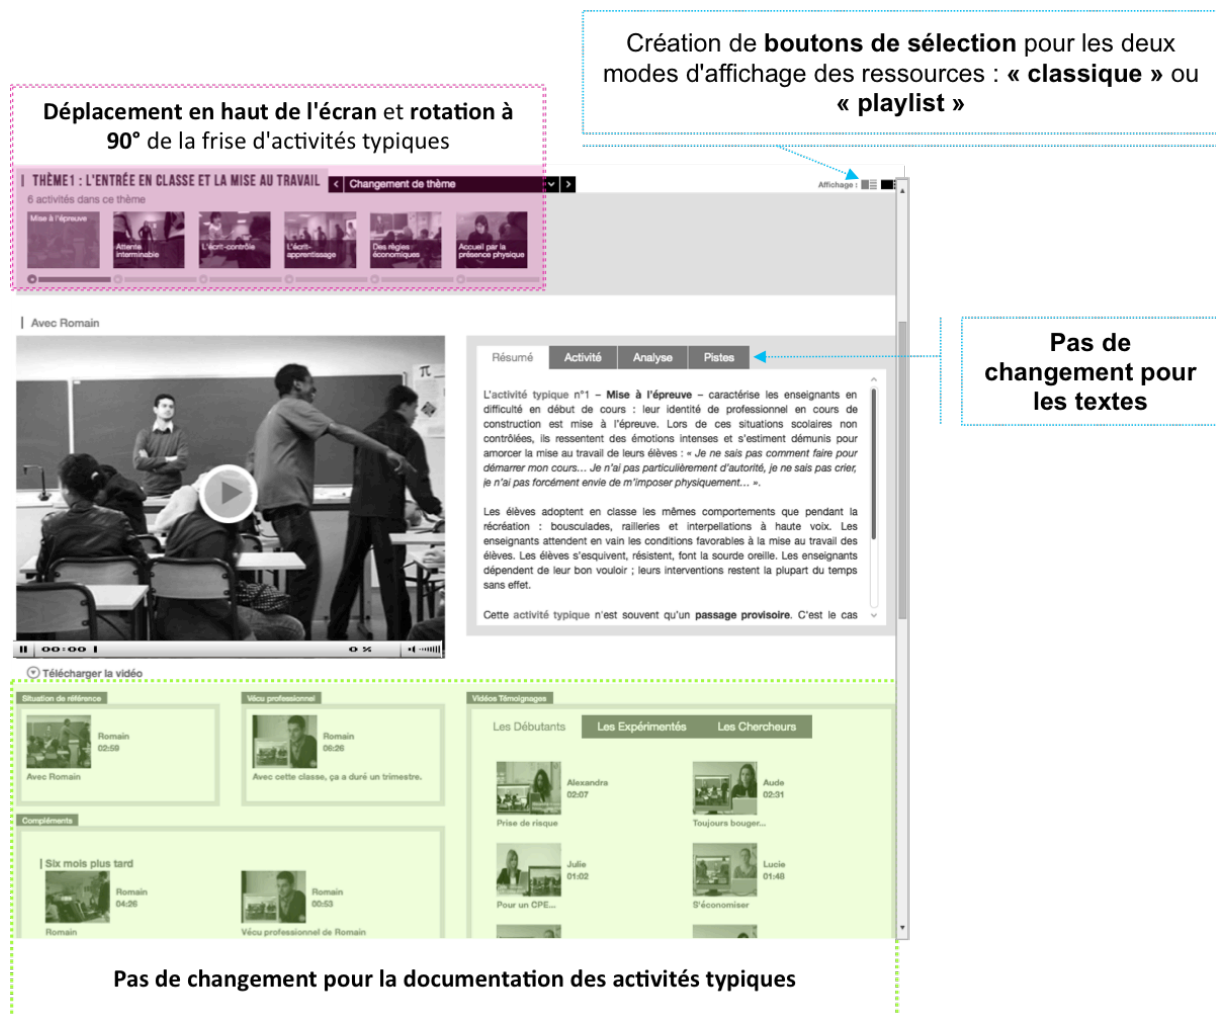 Création de boutons de sélection pour les deux
modes d'affichage des ressources : « classique » ou
« playlist »
Déplacement en haut de l'écran et rotation à
90° de la frise d'activités typiques
THÈME1 : L'ENTRÉE EN CLASSE ET LA MISE AU TRAVAIL
Changement de thème
Affichage :
6 activités dans ce thème
Mise à l'épreuve
Attente
interminable
L'écrit-contrôle
L'écrit-
apprentissage
Des règles
économiques
Accueil par la
présence physique
Avec Romain
Pas de
changement pour
les textes
Résumé
Activité
Analyse
Pistes
L'activité typique n°1 – Mise à l'épreuve – caractérise les enseignants en
difficulté en début de cours : leur identité de professionnel en cours de
construction est mise à l'épreuve. Lors de ces situations scolaires non
contrôlées, ils ressentent des émotions intenses et s'estiment démunis pour
amorcer la mise au travail de leurs élèves : « Je ne sais pas comment faire pour
démarrer mon cours... Je n'ai pas particulièrement d'autorité, je ne sais pas crier,
je n'ai pas forcément envie de m'imposer physiquement... ».
Les élèves adoptent en classe les mêmes comportements que pendant la
récréation : bousculades, railleries et interpellations à haute voix. Les
enseignants attendent en vain les conditions favorables à la mise au travail des
élèves. Les élèves s'esquivent, résistent, font la sourde oreille. Les enseignants
dépendent de leur bon vouloir ; leurs interventions restent la plupart du temps
sans effet.
Cette activité typique n'est souvent qu'un passage provisoire. C'est le cas
π
00:00
0 %
Télécharger la vidéo
Situation de référence
Romain
02:59
Avec Romain
Vécu professionnel
Romain
06:26
Avec cette classe, ça a duré un trimestre.
Vidéos Témoignages
Les Débutants
Les Expérimentés
Les Chercheurs
Alexandra
02:07
Prise de risque
Aude
02:31
Toujours bouger...
Compléments
Six mois plus tard
Romain
04:26
Romain
Romain
00:53
Vécu professionnel de Romain
Julie
01:02
Pour un CPE...
Lucie
01:48
S'économiser
Pas de changement pour la documentation des activités typiques